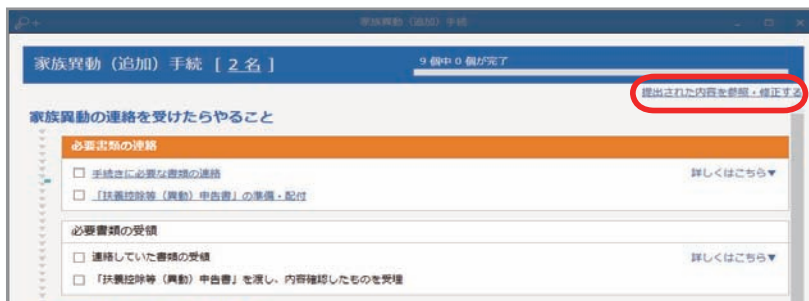 家族異動（追加）手続
家族異動（追加）手続 [ 2 名 ]
9 個中 0 個が完了
提出された内容を参照・修正する
家族異動の連絡を受けたらやること
必要書類の連絡
手続きに必要な書類の連絡
詳しくはこちら▼
「扶養控除等（異動）申告書」の準備・配付
必要書類の受領
連絡していた書類の受領
詳しくはこちら▼
「扶養控除等（異動）申告書」を渡し、内容確認したものを受理